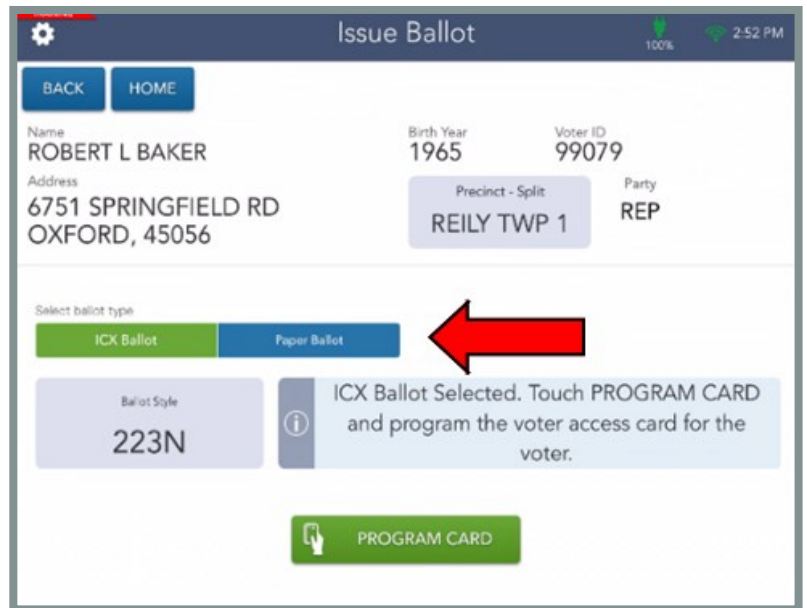 Issue Ballot
100%
2:52 PM
BACK
HOME
Name
ROBERT L BAKER
Birth Year
1965
Voter ID
99079
Address
6751 SPRINGFIELD RD
OXFORD, 45056
Precinct - Split
REILY TWP 1
Party
REP
Select ballot type
ICX Ballot
Paper Ballot
Ballot Style
223N
ICX Ballot Selected. Touch PROGRAM CARD
and program the voter access card for the
voter.
PROGRAM CARD